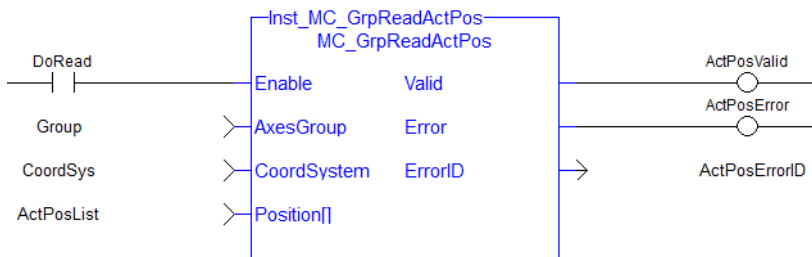 Inst_MC_GrpReadActPos
MC_GrpReadActPos
DoRead
ActPosValid
Enable Valid
ActPosError
Group
AxesGroup Error
CoordSys
CoordSystem ErrorID
ActPosErrorID
ActPosList
Position[]